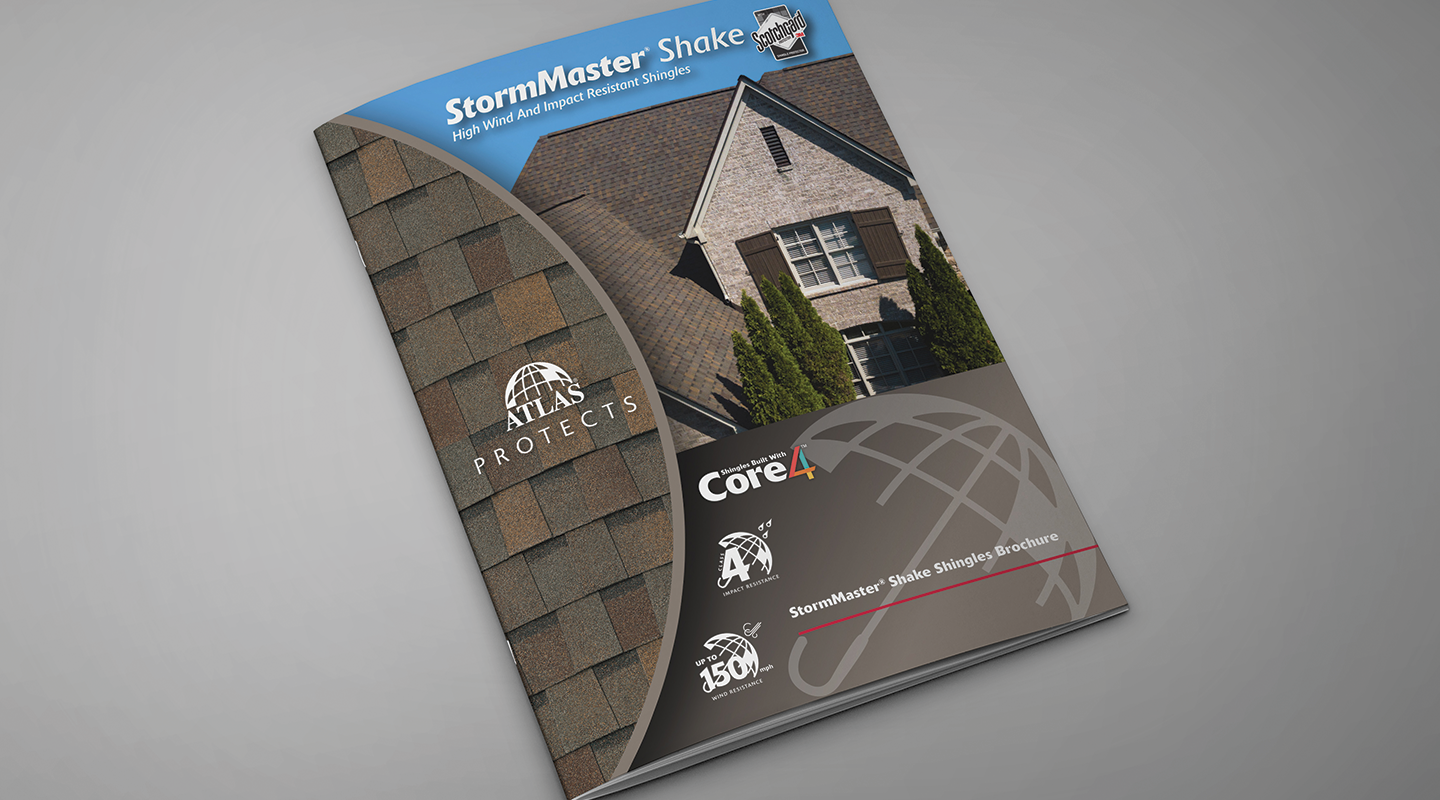 StormMaster® Shake
High Wind And Impact Resistant Shingles
Scotchgard
ATLAS
PROTECTS
Shingles Built With
Core4™
CLASS
4
IMPACT RESISTANCE
StormMaster® Shake Shingles Brochure
UP TO
150 mph
WIND RESISTANCE